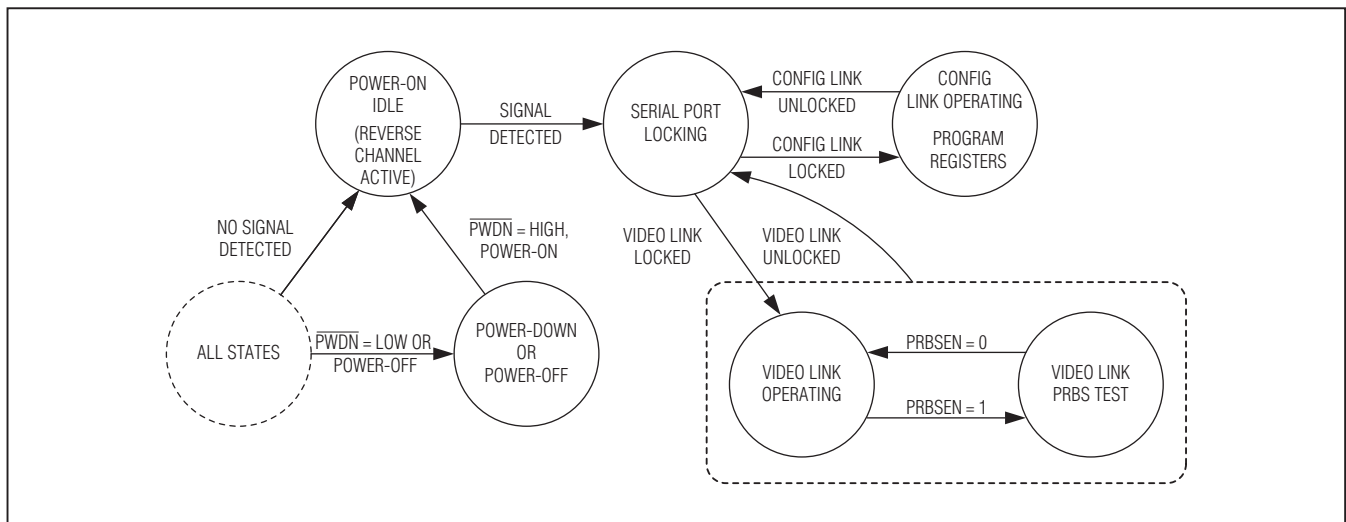 POWER-ON
IDLE
(REVERSE
CHANNEL
ACTIVE)
SIGNAL
DETECTED
SERIAL PORT
LOCKING
CONFIG LINK
UNLOCKED
CONFIG LINK
LOCKED
CONFIG
LINK OPERATING
PROGRAM
REGISTERS
NO SIGNAL
DETECTED
P̅W̅D̅N̅ = HIGH,
POWER-ON
VIDEO LINK
LOCKED
VIDEO LINK
UNLOCKED
ALL STATES
P̅W̅D̅N̅ = LOW OR
POWER-OFF
POWER-DOWN
OR
POWER-OFF
VIDEO LINK
OPERATING
PRBSEN = 0
PRBSEN = 1
VIDEO LINK
PRBS TEST